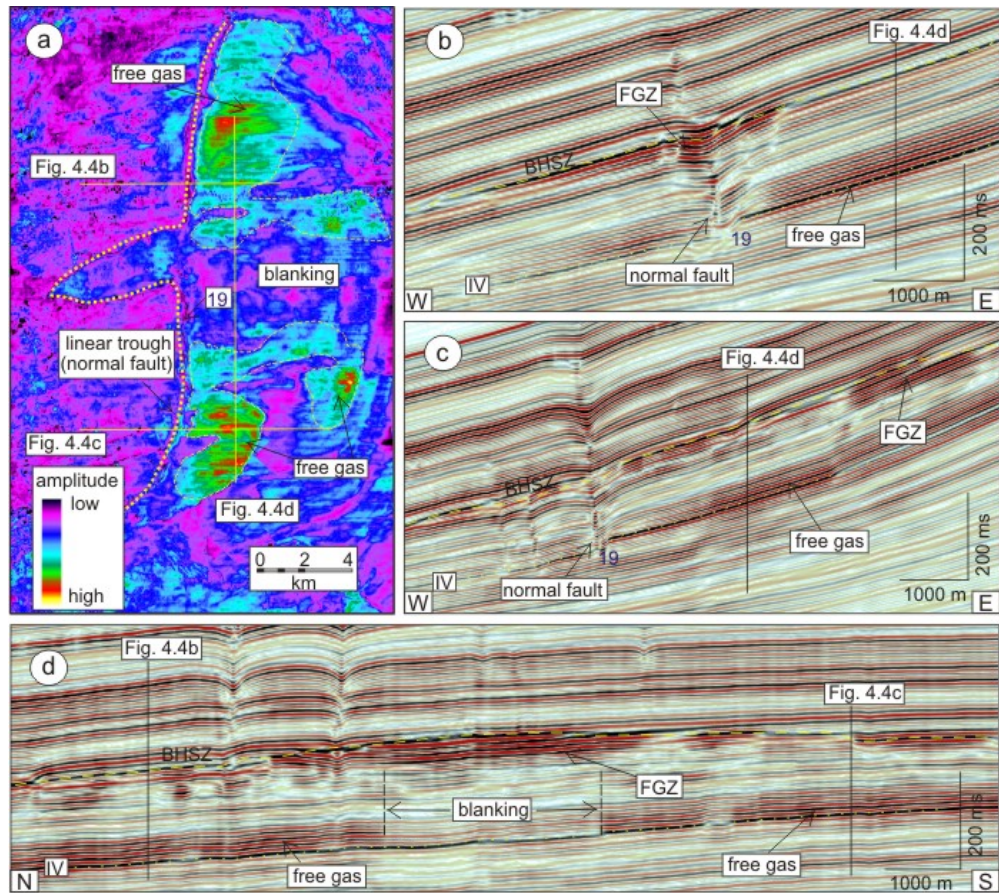 a
free gas
Fig. 4.4b
blanking
19
linear trough
(normal fault)
Fig. 4.4c
free gas
Fig. 4.4d
amplitude
low
high
0 2 4
km
b
Fig. 4.4d
FGZ
BHSZ
19
free gas
normal fault
IV
200 ms
1000 m
W
E
c
Fig. 4.4d
FGZ
BHSZ
free gas
19
normal fault
IV
200 ms
1000 m
W
E
d
Fig. 4.4b
Fig. 4.4c
BHSZ
FGZ
blanking
free gas
free gas
IV
200 ms
1000 m
N
S